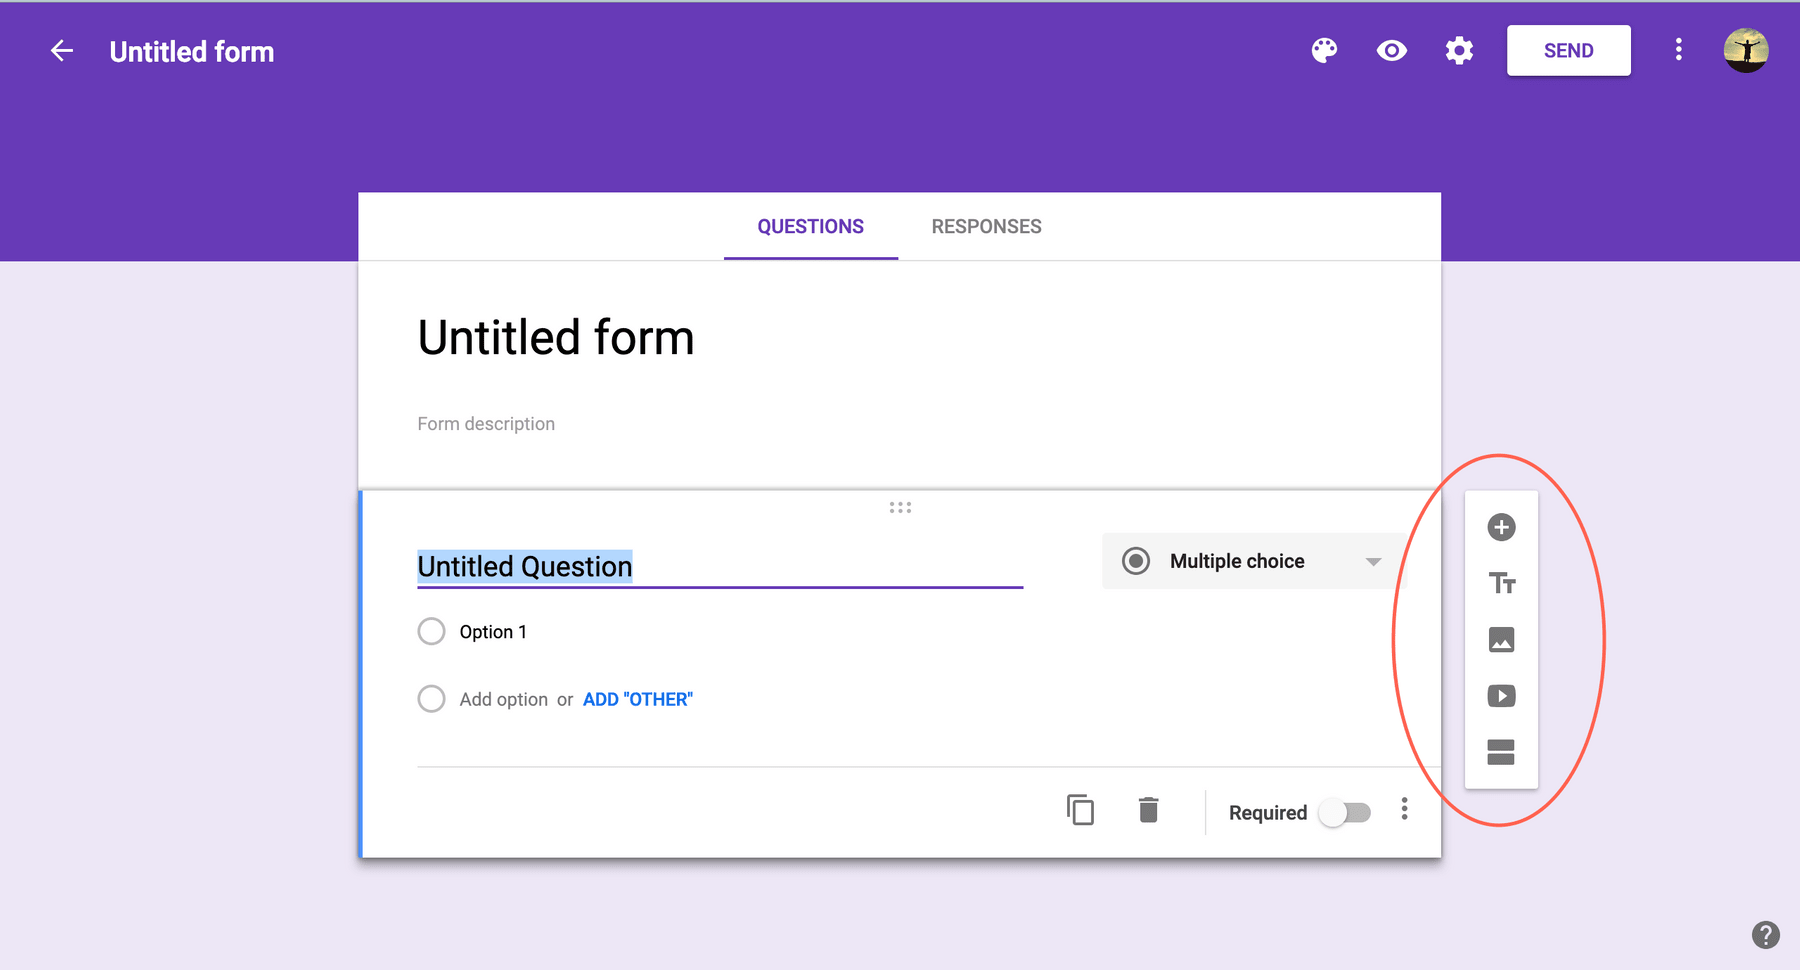 Untitled form
SEND
QUESTIONS RESPONSES
Untitled form
Form description
Untitled Question
Multiple choice
Option 1
Add option or ADD "OTHER"
Required